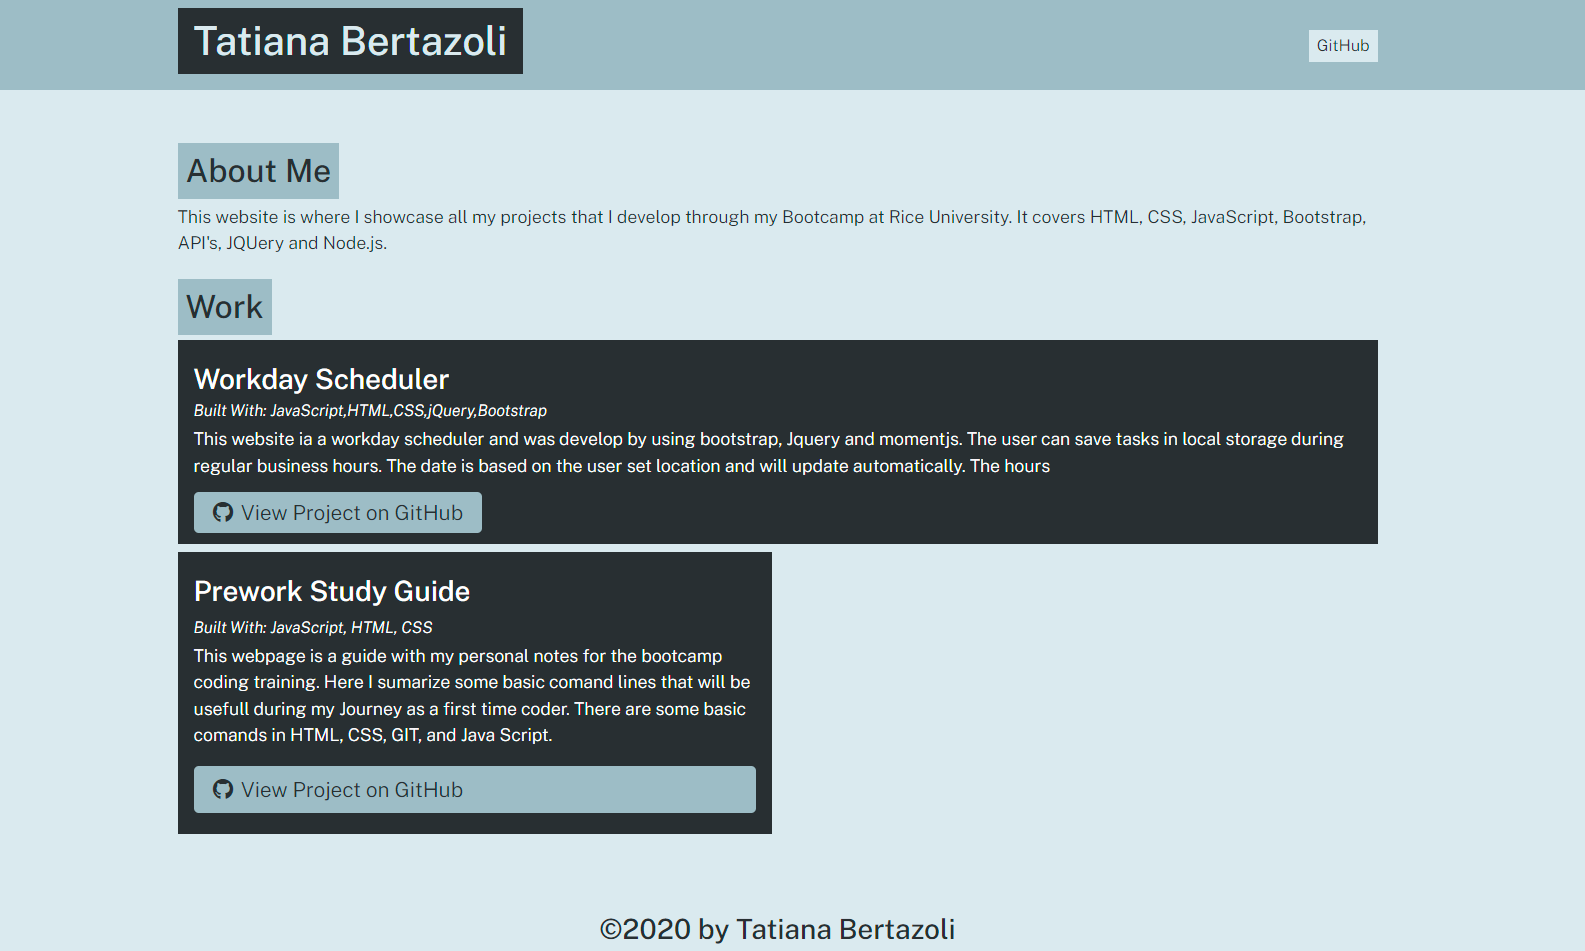 Tatiana Bertazoli
GitHub
About Me
This website is where I showcase all my projects that I develop through my Bootcamp at Rice University. It covers HTML, CSS, JavaScript, Bootstrap,
API's, JQUery and Node.js.
Work
Workday Scheduler
Built With: JavaScript,HTML,CSS,jQuery,Bootstrap
This website ia a workday scheduler and was develop by using bootstrap, Jquery and momentjs. The user can save tasks in local storage during
regular business hours. The date is based on the user set location and will update automatically. The hours
View Project on GitHub
Prework Study Guide
Built With: JavaScript, HTML, CSS
This webpage is a guide with my personal notes for the bootcamp
coding training. Here I sumarize some basic comand lines that will be
usefull during my Journey as a first time coder. There are some basic
comands in HTML, CSS, GIT, and Java Script.
View Project on GitHub
©2020 by Tatiana Bertazoli